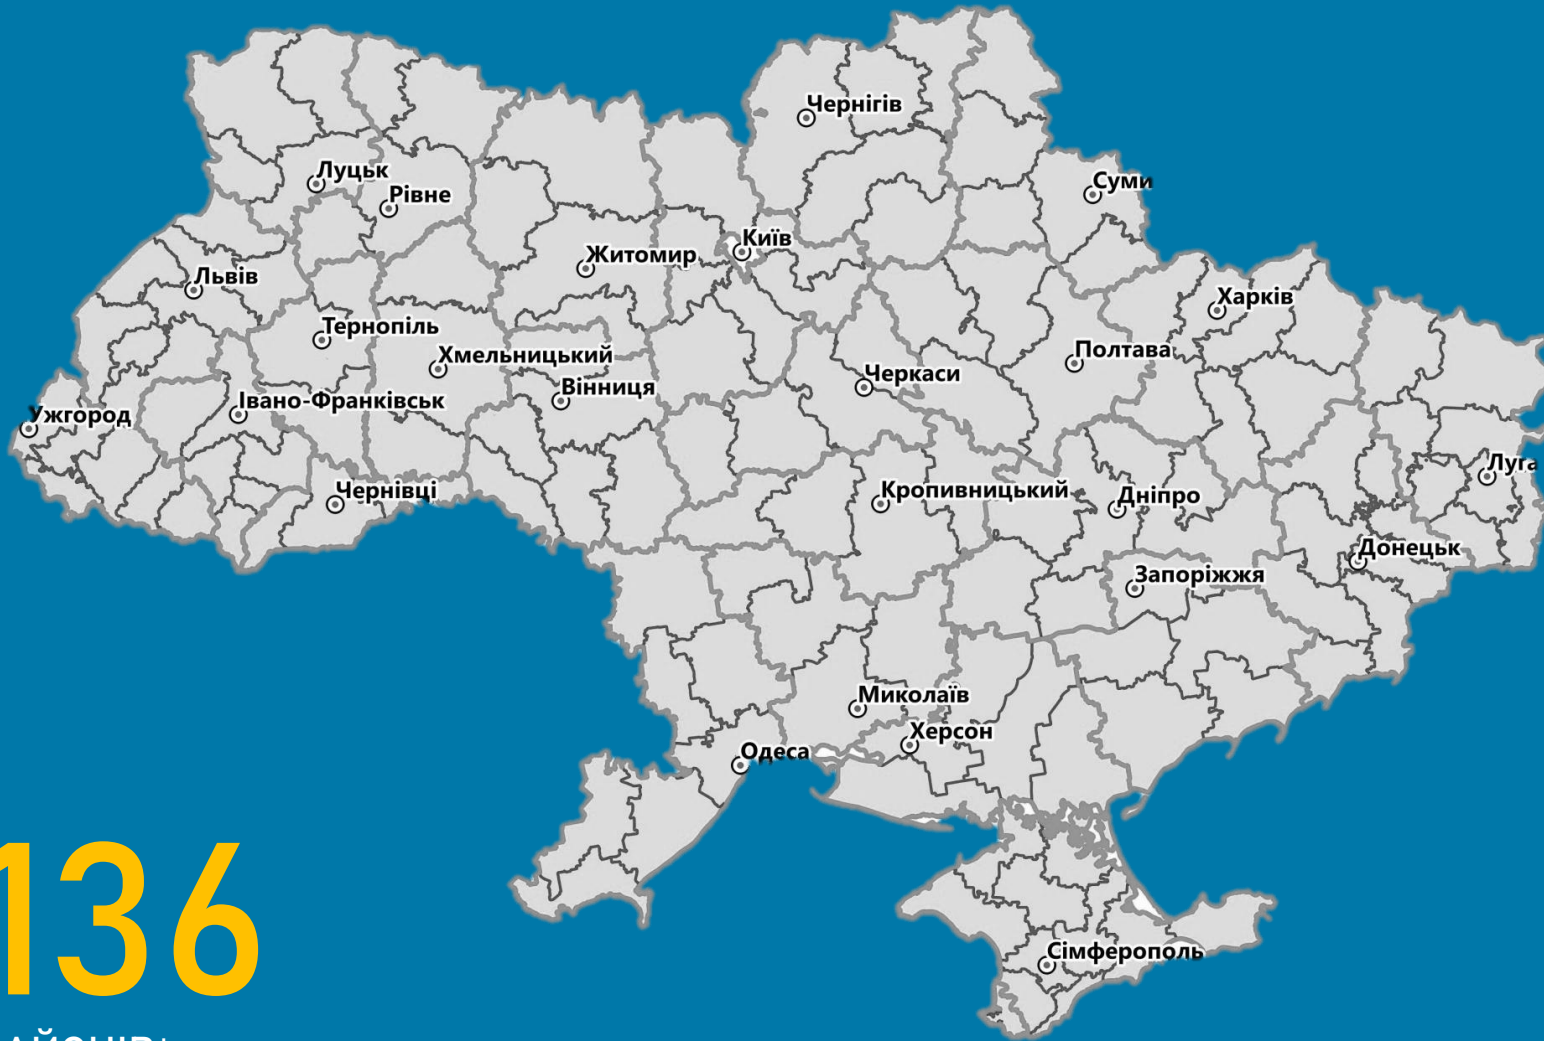 Чернігів
Луцьк
Суми
Рівне
Київ
Житомир
Львів
Харків
Тернопіль
Полтава
Хмельницький
Черкаси
Вінниця
Івано-Франківськ
Ужгород
Луга
Чернівці
Кропивницький
Дніпро
Донецьк
Запоріжжя
Миколаїв
Херсон
Одеса
136
Сімферополь